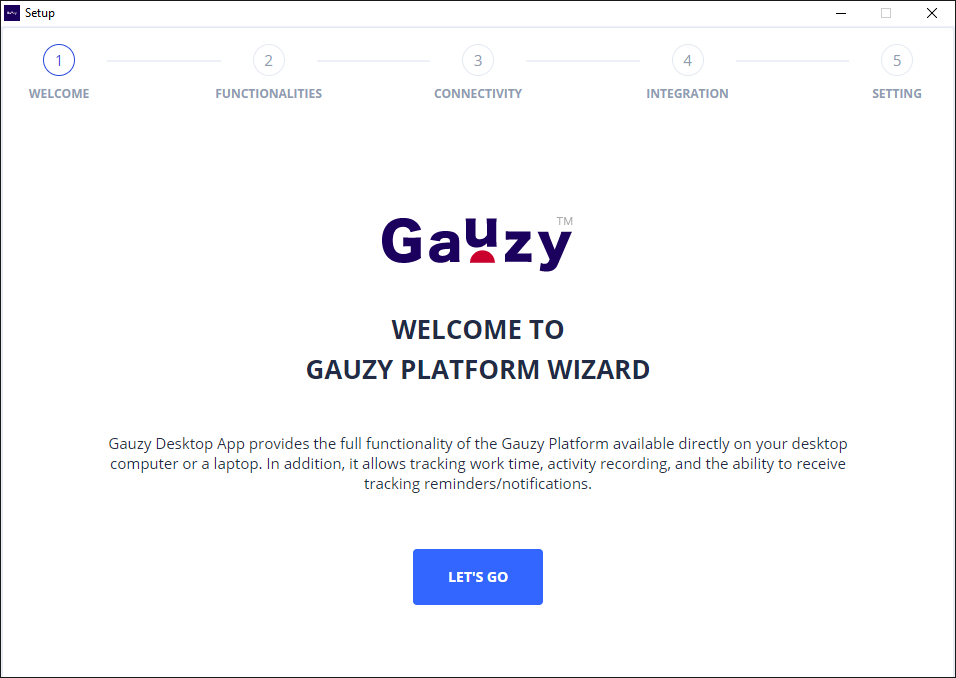 Gauzy Setup
1 2 3 4 5
WELCOME FUNCTIONALITIES CONNECTIVITY INTEGRATION SETTING
Gauzy™
WELCOME TO
GAUZY PLATFORM WIZARD
Gauzy Desktop App provides the full functionality of the Gauzy Platform available directly on your desktop
computer or a laptop. In addition, it allows tracking work time, activity recording, and the ability to receive
tracking reminders/notifications.
LET'S GO